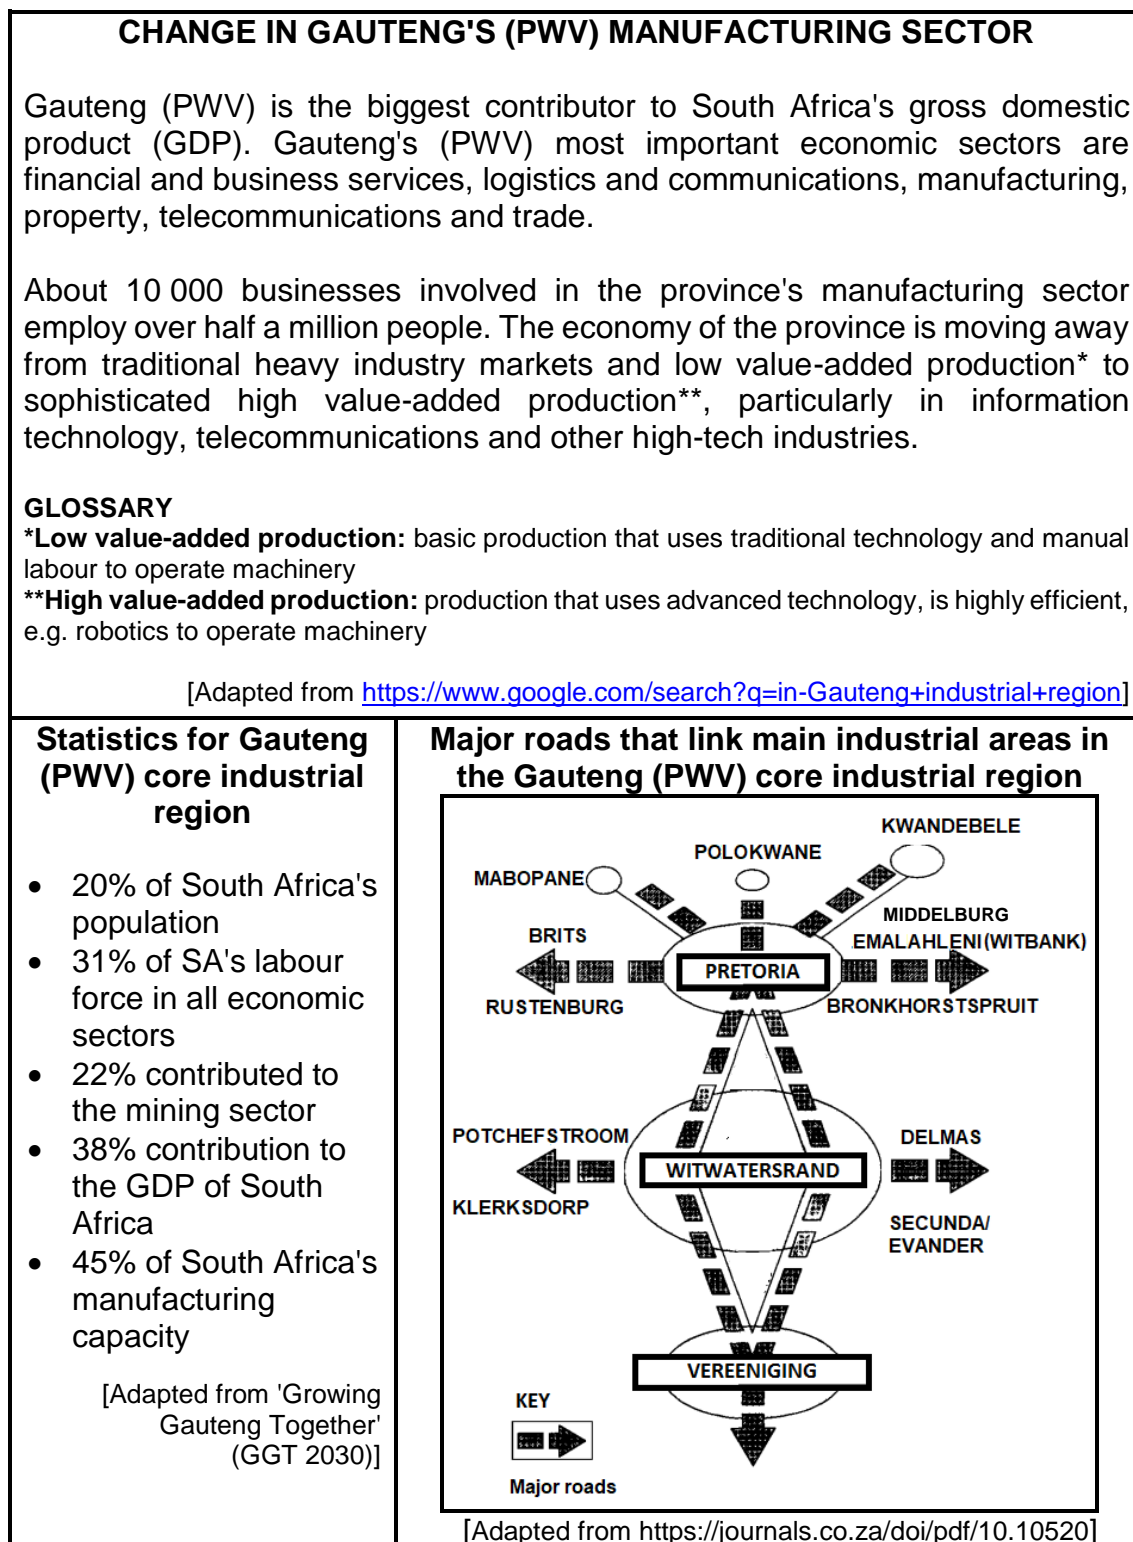 CHANGE IN GAUTENG'S (PWV) MANUFACTURING SECTOR
Gauteng (PWV) is the biggest contributor to South Africa's gross domestic
product (GDP). Gauteng's (PWV) most important economic sectors are
financial and business services, logistics and communications, manufacturing,
property, telecommunications and trade.
About 10 000 businesses involved in the province's manufacturing sector
employ over half a million people. The economy of the province is moving away
from traditional heavy industry markets and low value-added production* to
sophisticated high value-added production**, particularly in information
technology, telecommunications and other high-tech industries.
GLOSSARY
*Low value-added production: basic production that uses traditional technology and manual
labour to operate machinery
**High value-added production: production that uses advanced technology, is highly efficient,
e.g. robotics to operate machinery
[Adapted from https://www.google.com/search?q=in-Gauteng+industrial+region]
Statistics for Gauteng
(PWV) core industrial
region
• 20% of South Africa's
population
• 31% of SA's labour
force in all economic
sectors
• 22% contributed to
the mining sector
• 38% contribution to
the GDP of South
Africa
• 45% of South Africa's
manufacturing
capacity
[Adapted from 'Growing
Gauteng Together'
(GGT 2030)]
Major roads that link main industrial areas in
the Gauteng (PWV) core industrial region
KWANDEBELE
POLOKWANE
MABOPANE
MIDDELBURG
BRITS
EMALAHLENI(WITBANK)
PRETORIA
RUSTENBURG
BRONKHORSTSPRUIT
POTCHEFSTROOM
DELMAS
WITWATERSRAND
KLERKSDORP
SECUNDA/
EVANDER
VEREENIGING
KEY
Major roads
[Adapted from https://journals.co.za/doi/pdf/10.10520]